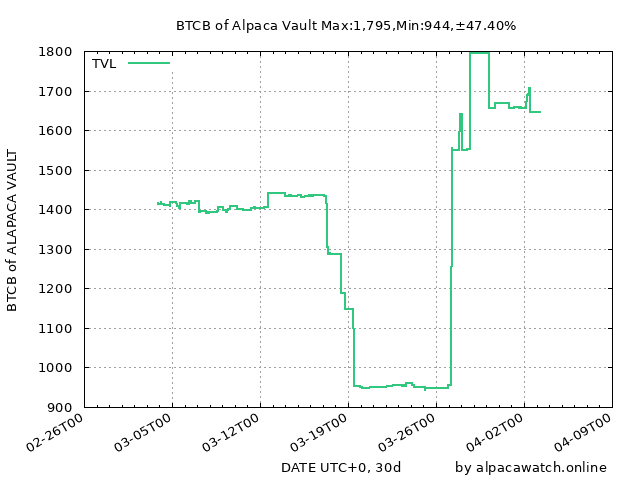 BTCB of Alpaca Vault Max:1,795,Min:944,±47.40%
TVL
1800
1700
1600
1500
1400
1300
1200
1100
1000
900
BTCB of ALAPACA VAULT
02-26T00
03-05T00
03-12T00
03-19T00
03-26T00
04-02T00
04-09T00
DATE UTC+0, 30d
by alpacawatch.online